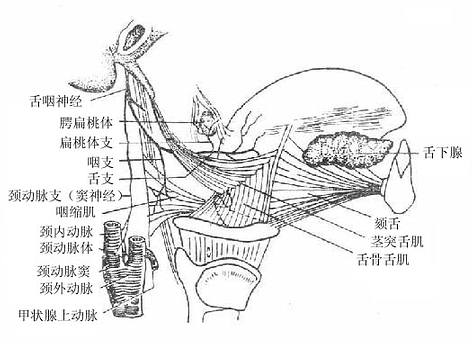 舌咽神经
腭扁桃体
扁桃体支
咽支
舌支
颈动脉支（窦神经）
咽缩肌
颈内动脉
颈动脉体
颈动脉窦
颈外动脉
甲状腺上动脉
舌下腺
颏舌
茎突舌肌
舌骨舌肌